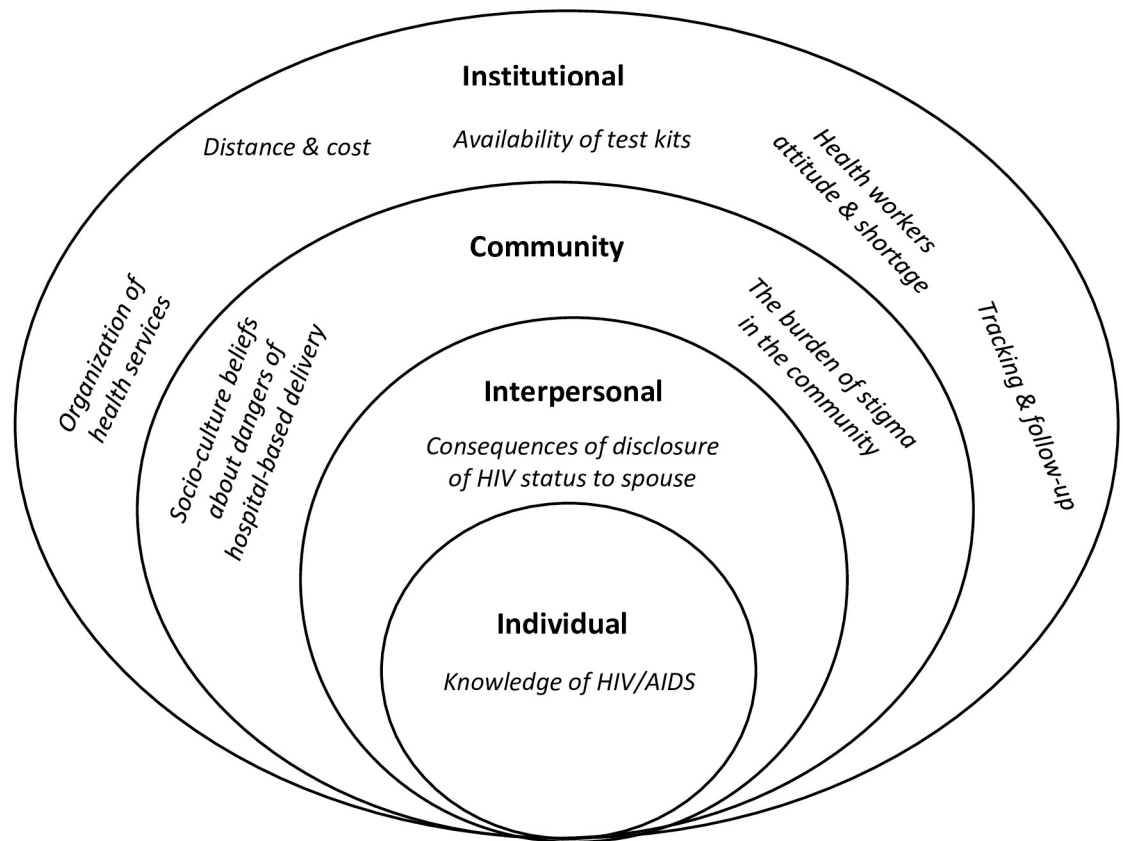 Institutional
Distance & cost
Availability of test kits
Health workers
attitude & shortage
Tracking & follow-up
Organization of
health services
Community
Socio-culture beliefs
about dangers of
hospital-based delivery
The burden of stigma
in the community
Interpersonal
Consequences of disclosure
of HIV status to spouse
Individual
Knowledge of HIV/AIDS